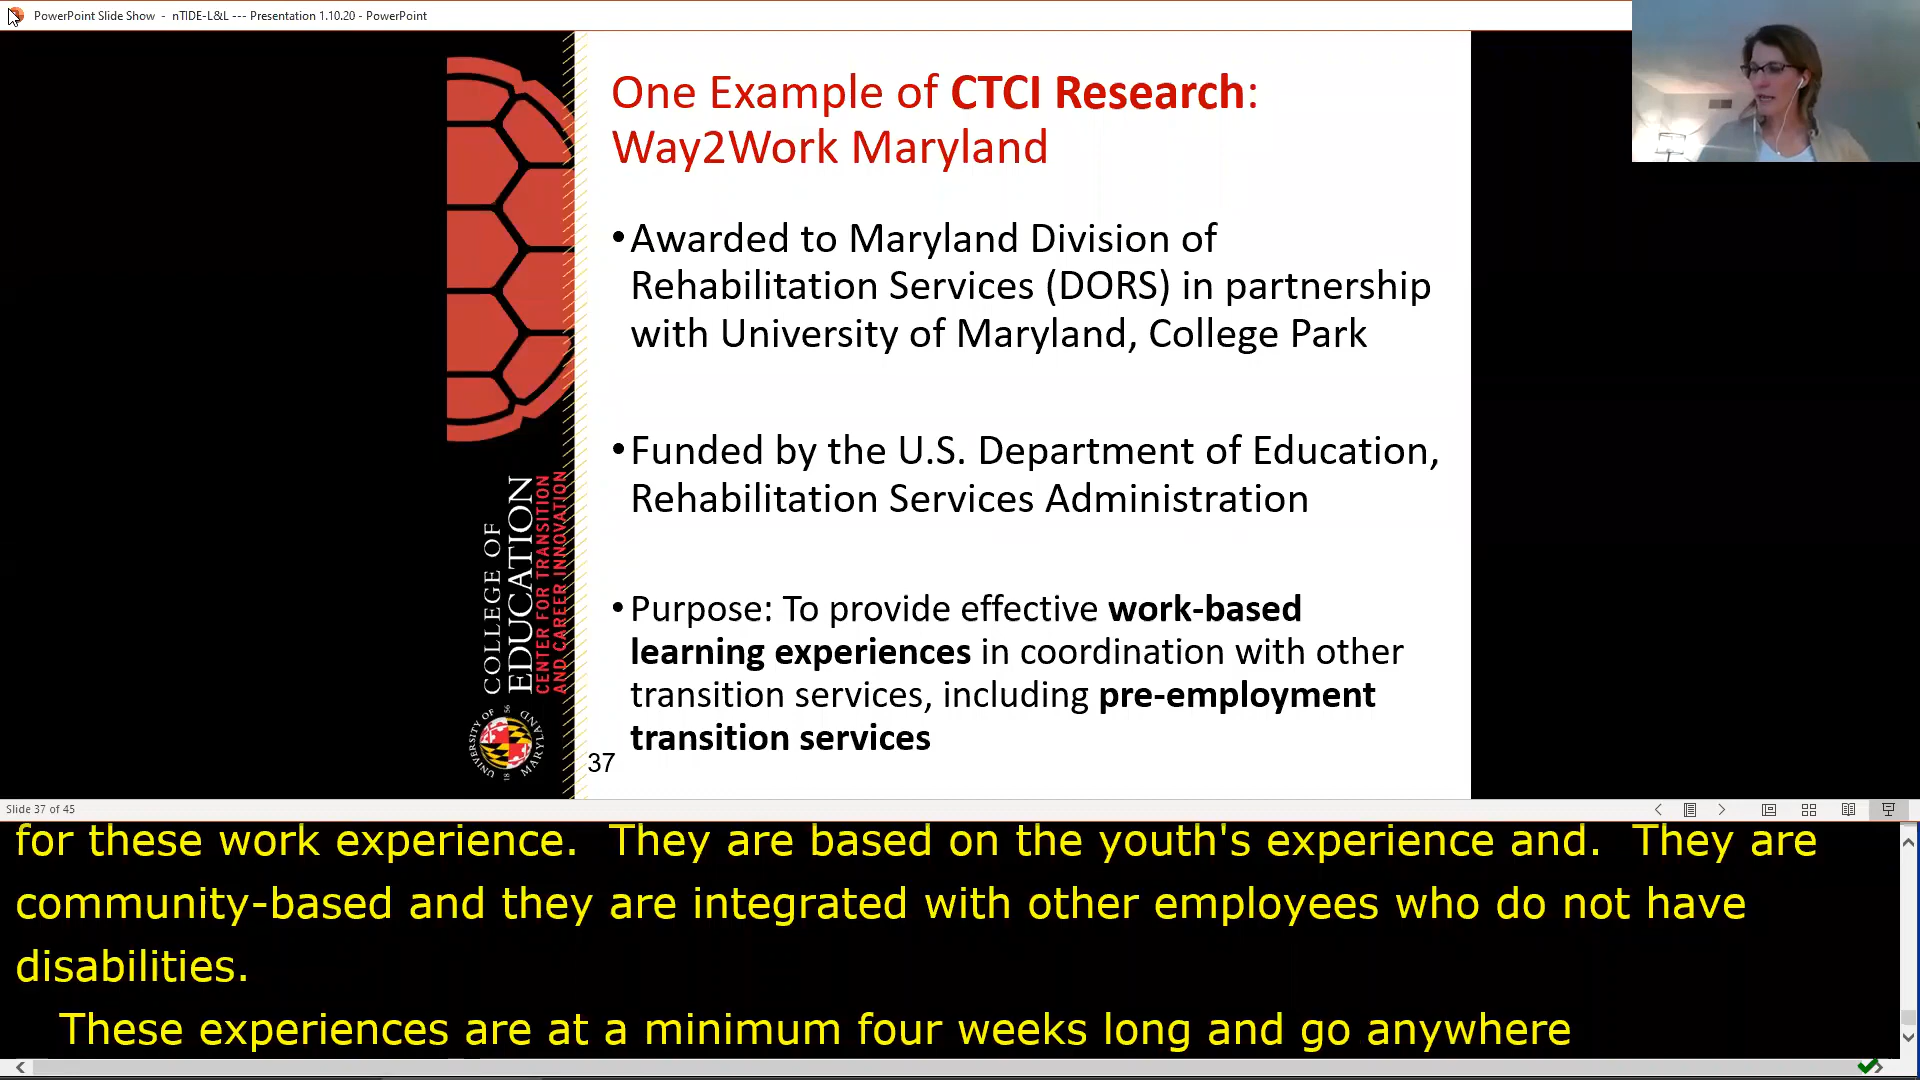 PowerPoint Slide Show - nTIDE-L&L --- Presentation 1.10.20 - PowerPoint
One Example of CTCI Research:
Way2Work Maryland
•Awarded to Maryland Division of
Rehabilitation Services (DORS) in partnership
with University of Maryland, College Park
•Funded by the U.S. Department of Education,
Rehabilitation Services Administration
•Purpose: To provide effective work-based
learning experiences in coordination with other
transition services, including pre-employment
transition services
37
COLLEGE OF
EDUCATION
CENTER FOR TRANSITION
AND CAREER INNOVATION
UNIVERSITY OF
MARYLAND
18 56
Slide 37 of 45
for these work experience. They are based on the youth's experience and. They are
community-based and they are integrated with other employees who do not have
disabilities.
These experiences are at a minimum four weeks long and go anywhere